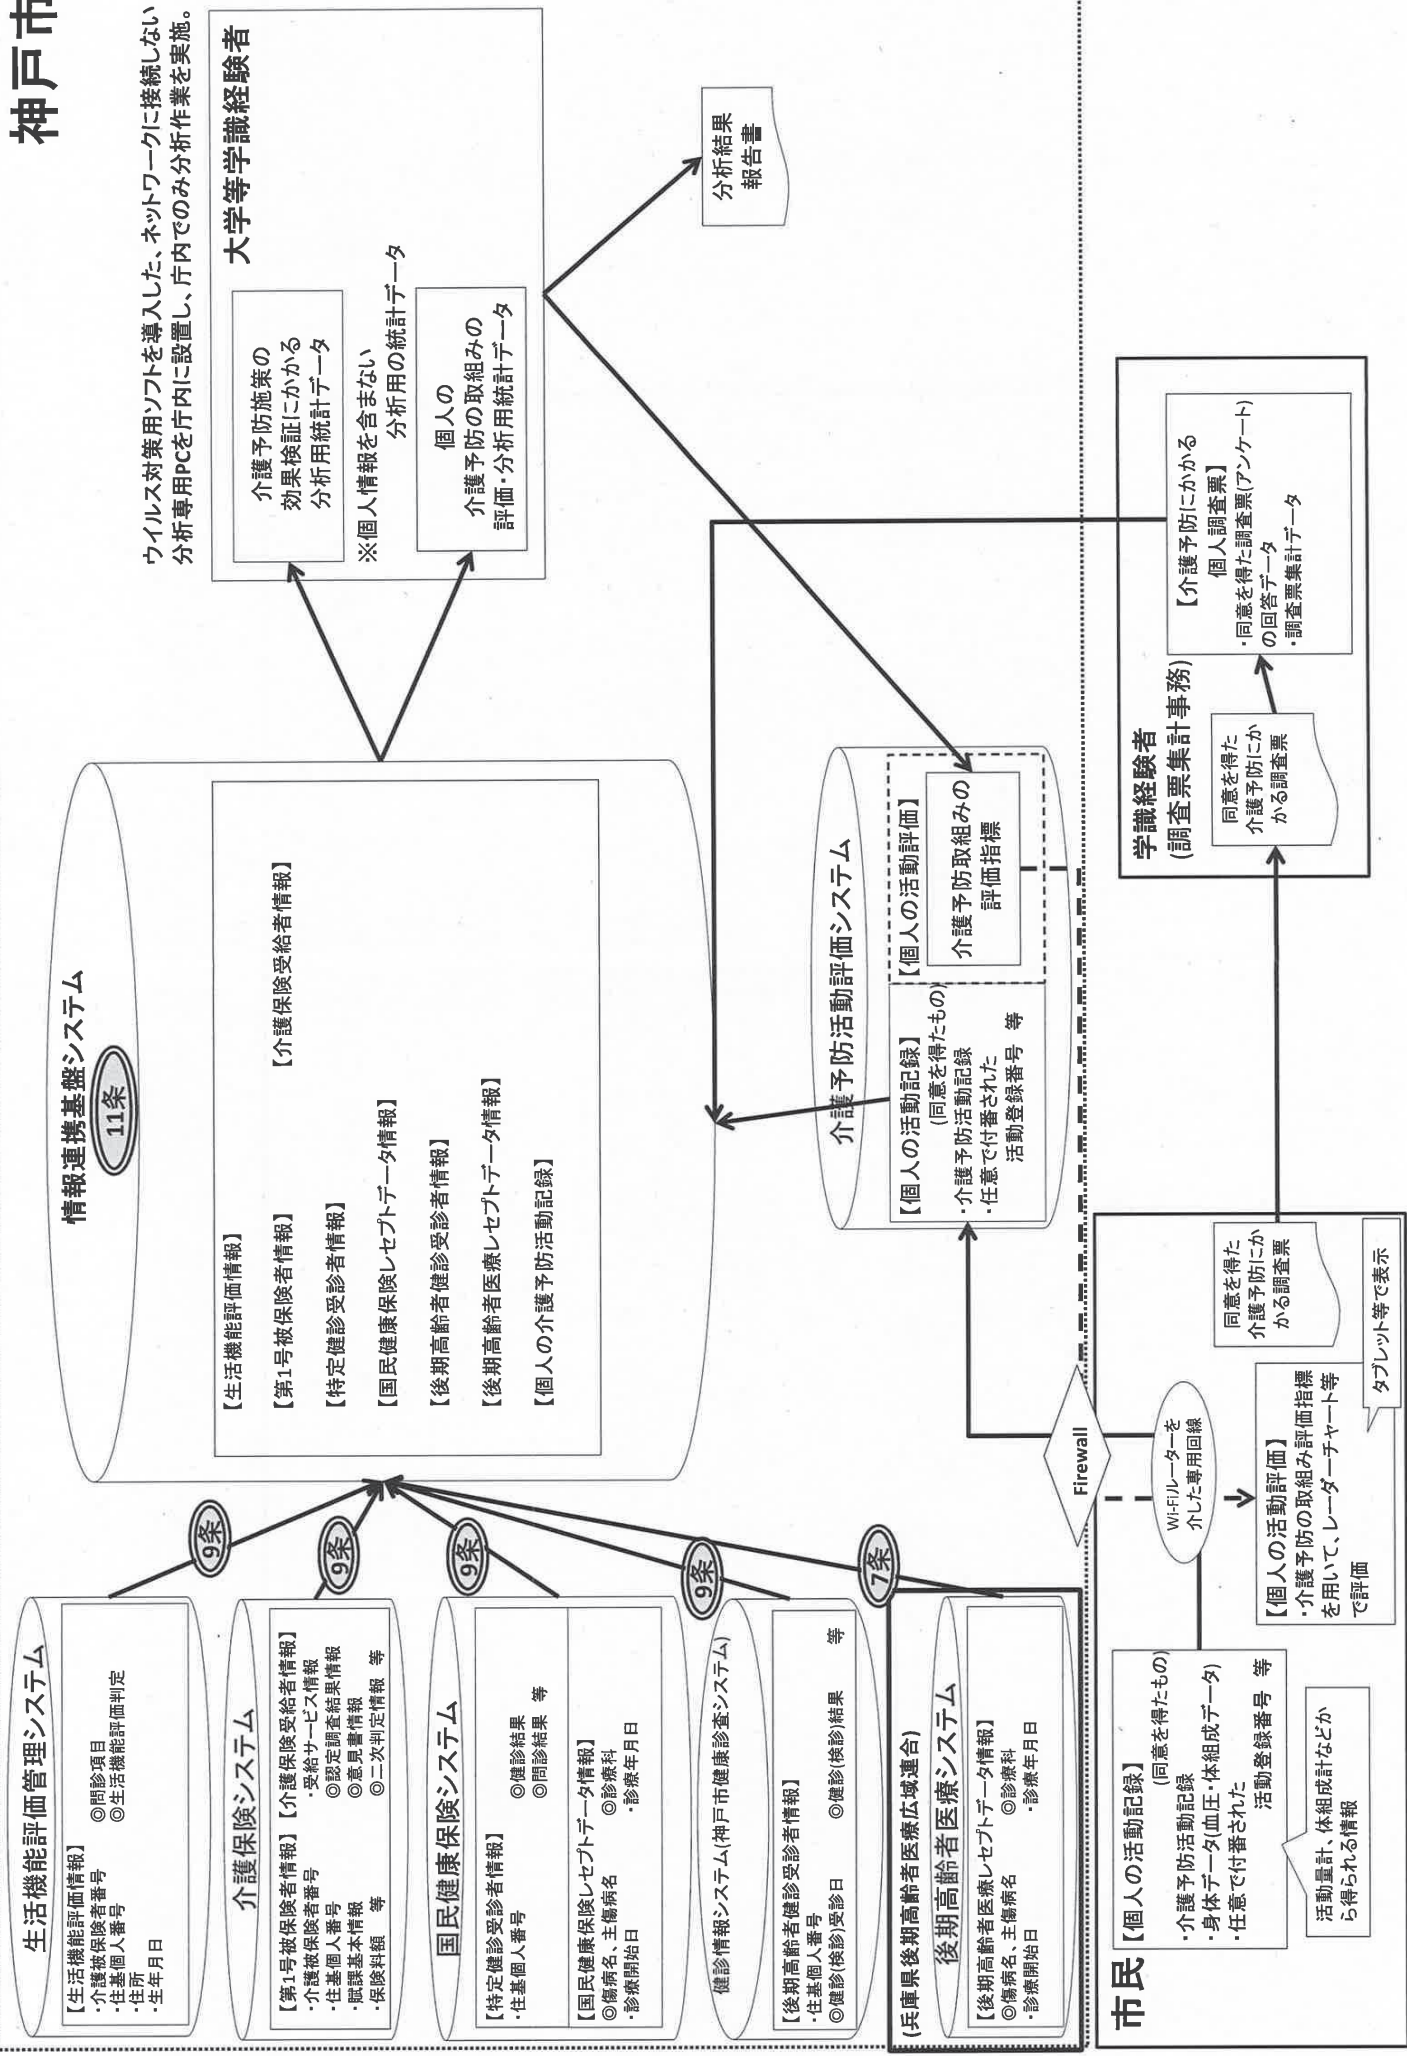 神戸市
ウイルス対策用ソフトを導入した、ネットワークに接続しない
分析専用PCを庁内に設置し、庁内でのみ分析作業を実施。
生活機能評価管理システム
【生活機能評価情報】
・介護被保険者番号 ◎問診項目
・住基個人番号 ◎生活機能評価判定
・住所
・生年月日
介護保険システム
【第1号被保険者情報】【介護保険受給者情報】
・介護被保険者番号 ・受給サービス情報
・住基個人番号 ◎認定調査結果情報
・賦課基本情報 ◎意見書情報
・保険料額 等 ◎二次判定情報 等
国民健康保険システム
【特定健診受診者情報】
・住基個人番号 ◎健診結果
◎問診結果 等
【国民健康保険レセプトデータ情報】
◎傷病名、主傷病名 ◎診療科
・診療開始日 ・診療年月日
健診情報システム(神戸市健康診査システム)
【後期高齢者健診受診者情報】
・住基個人番号
◎健診(検診)受診日 ◎健診(検診)結果 等
(兵庫県後期高齢者医療広域連合)
後期高齢者医療システム
【後期高齢者医療レセプトデータ情報】
◎傷病名、主傷病名 ◎診療科
・診療開始日 ・診療年月日
9条
9条
9条
9条
7条
情報連携基盤システム
11条
【生活機能評価情報】
【第1号被保険者情報】 【介護保険受給者情報】
【特定健診受診者情報】
【国民健康保険レセプトデータ情報】
【後期高齢者健診受診者情報】
【後期高齢者医療レセプトデータ情報】
【個人の介護予防活動記録】
大学等学識経験者
介護予防施策の
効果検証にかかる
分析用統計データ
※個人情報を含まない
分析用の統計データ
個人の
介護予防の取組みの
評価・分析用統計データ
分析結果
報告書
介護予防活動評価システム
【個人の活動記録】
(同意を得たもの)
・介護予防活動記録
・任意で付番された
活動登録番号 等
【個人の活動評価】
介護予防取組みの
評価指標
Firewall
Wi-Fiルーターを
介した専用回線
市民
【個人の活動記録】
(同意を得たもの)
・介護予防活動記録
・身体データ(血圧・体組成データ)
・任意で付番された
活動登録番号 等
活動量計、体組成計などか
ら得られる情報
【個人の活動評価】
・介護予防の取組み評価指標
を用いて、レーダーチャート等
で評価
タブレット等で表示
同意を得た
介護予防にか
かる調査票
学識経験者
(調査票集計事務)
同意を得た
介護予防にか
かる調査票
【介護予防にかかる
個人調査票】
・同意を得た調査票(アンケート)
の回答データ
・調査票集計データ